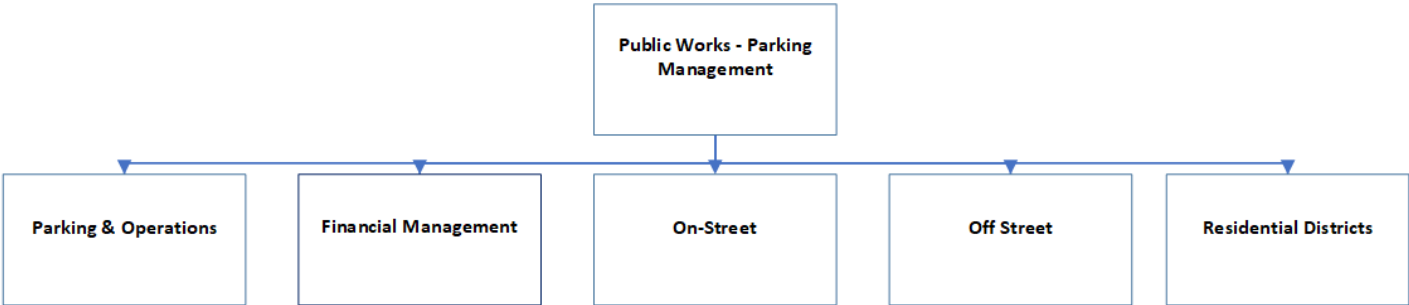 Public Works - Parking
Management
Parking & Operations
Financial Management
On-Street
Off Street
Residential Districts